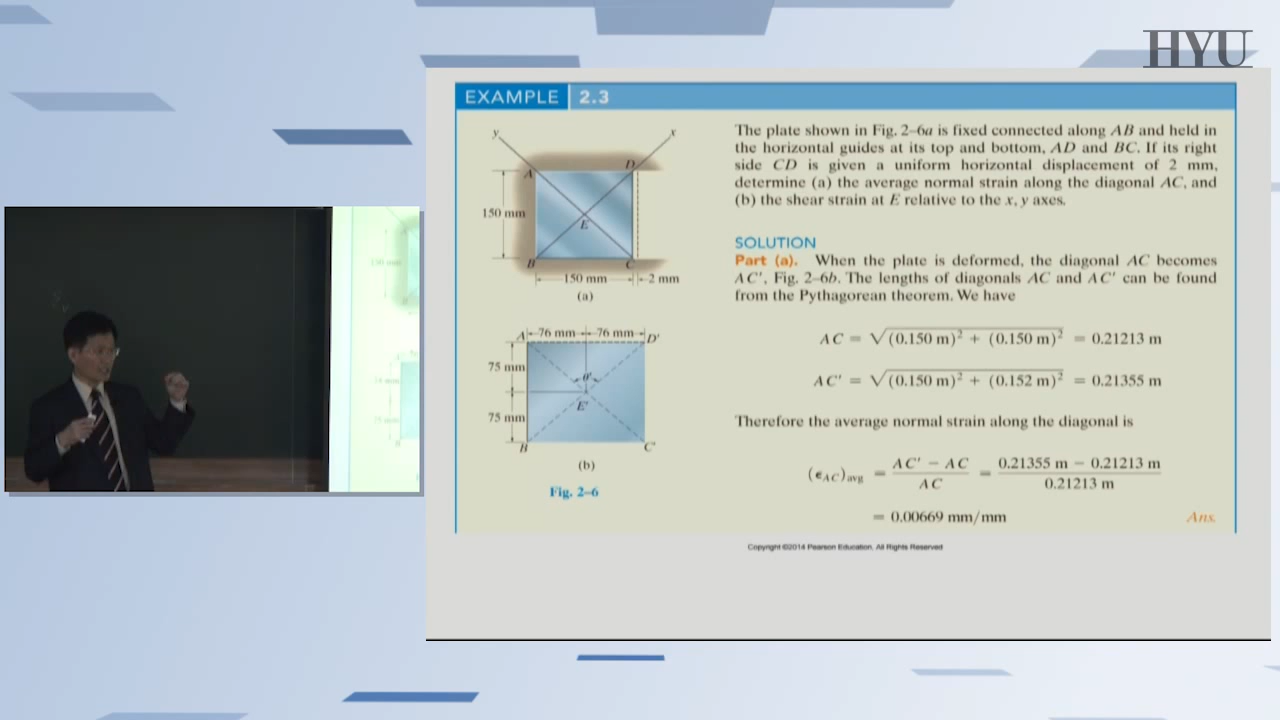 HYU
EXAMPLE 2.3
The plate shown in Fig. 2–6a is fixed connected along AB and held in
the horizontal guides at its top and bottom, AD and BC. If its right
side CD is given a uniform horizontal displacement of 2 mm,
determine (a) the average normal strain along the diagonal AC, and
(b) the shear strain at E relative to the x, y axes.
SOLUTION
Part (a). When the plate is deformed, the diagonal AC becomes
AC′, Fig. 2–6b. The lengths of diagonals AC and AC′ can be found
from the Pythagorean theorem. We have
AC = √(0.150 m)² + (0.150 m)² = 0.21213 m
AC′ = √(0.150 m)² + (0.152 m)² = 0.21355 m
Therefore the average normal strain along the diagonal is
(ϵAC)avg = AC′ − AC / AC = 0.21355 m − 0.21213 m / 0.21213 m
= 0.00669 mm/mm Ans.
y x
A D
150 mm
E
B C
150 mm 2 mm
(a)
A 76 mm 76 mm D′
75 mm
θ′
E′
75 mm
B C′
(b)
Fig. 2–6
Copyright ©2014 Pearson Education, All Rights Reserved